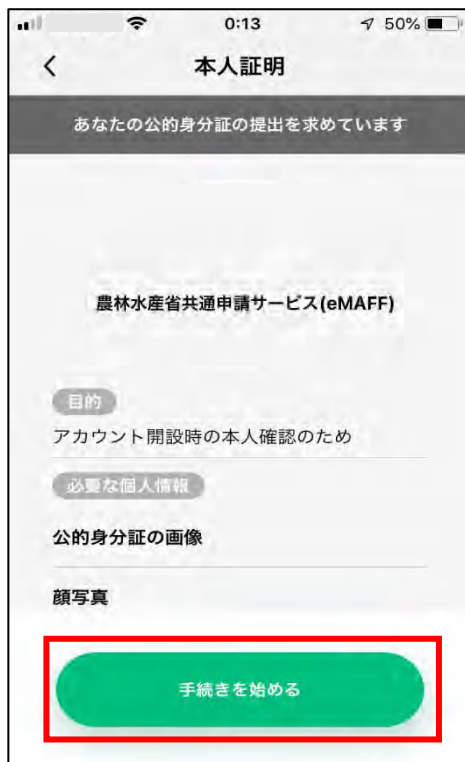 0:13
50%
本人証明
あなたの公的身分証の提出を求めています
農林水産省共通申請サービス(eMAFF)
目的
アカウント開設時の本人確認のため
必要な個人情報
公的身分証の画像
顔写真
手続きを始める